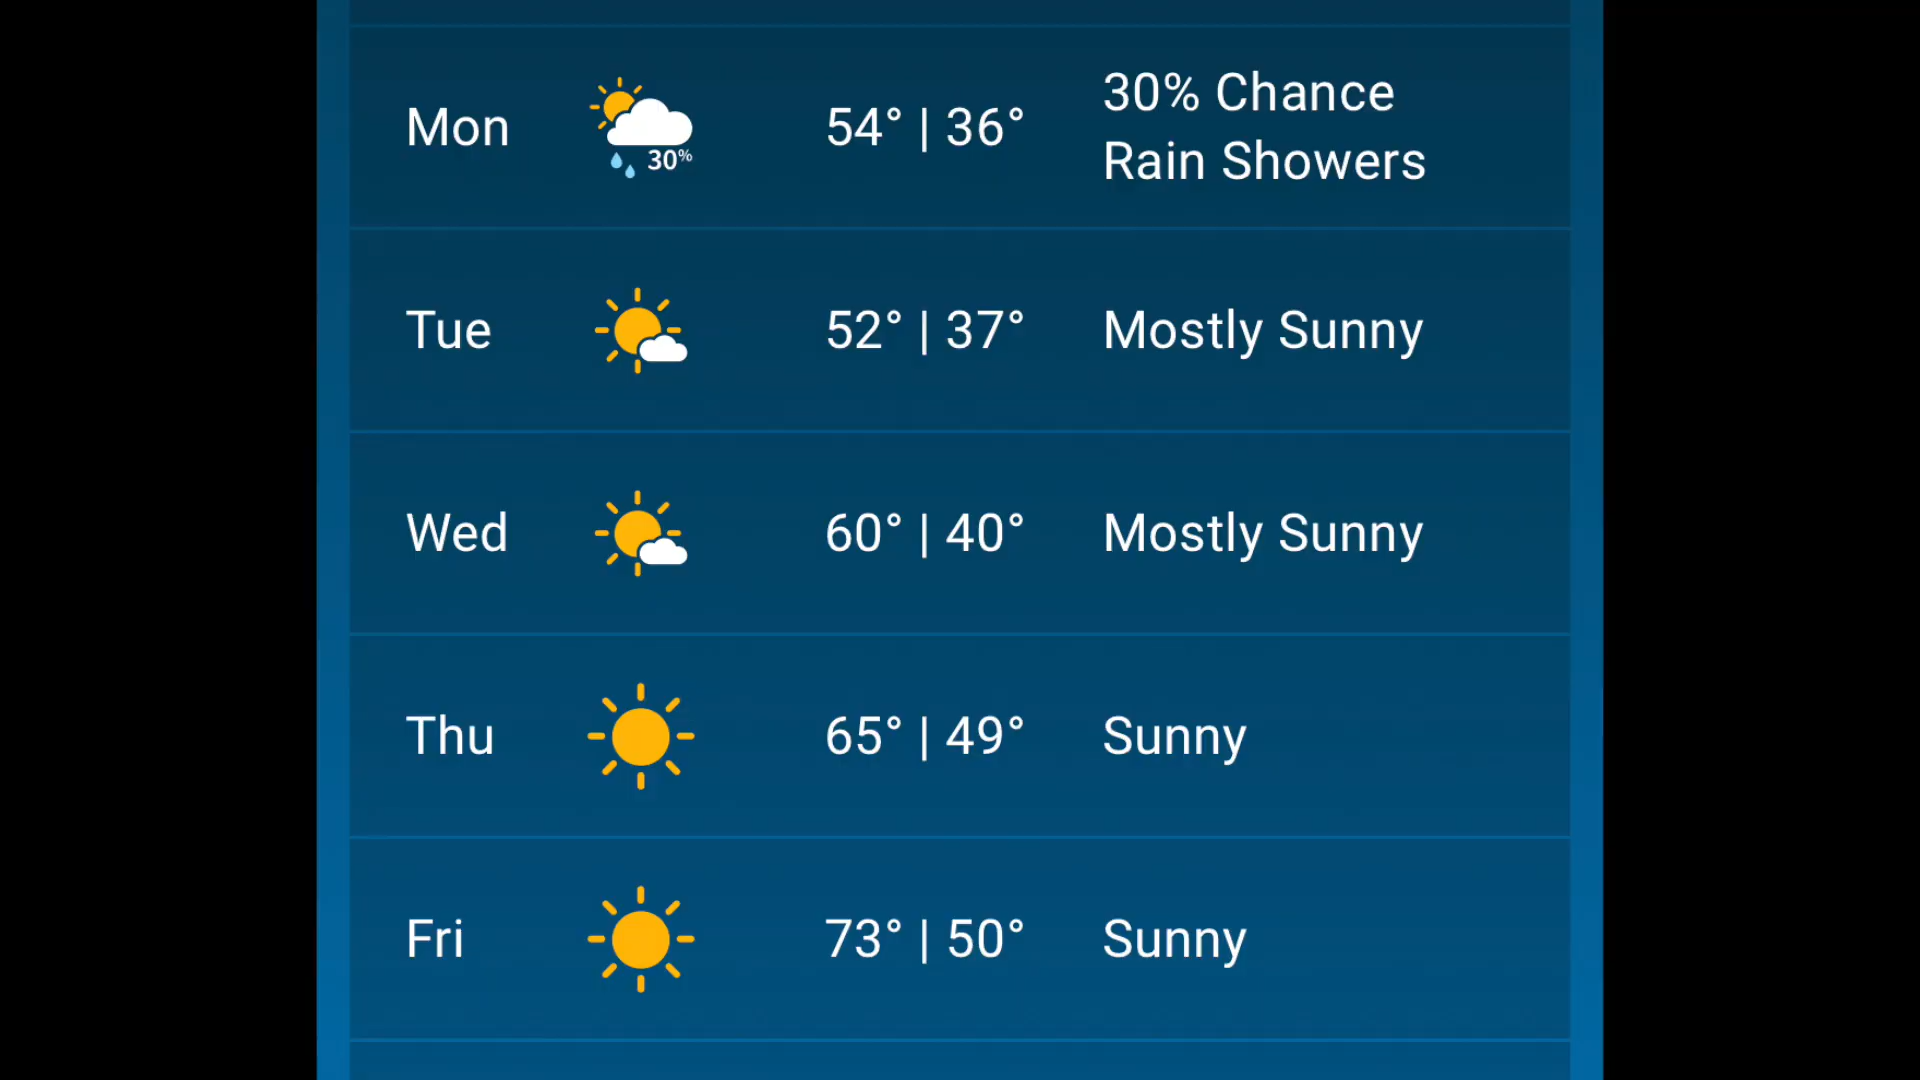 Mon 30% 54° | 36° 30% Chance
Rain Showers
Tue 52° | 37° Mostly Sunny
Wed 60° | 40° Mostly Sunny
Thu 65° | 49° Sunny
Fri 73° | 50° Sunny